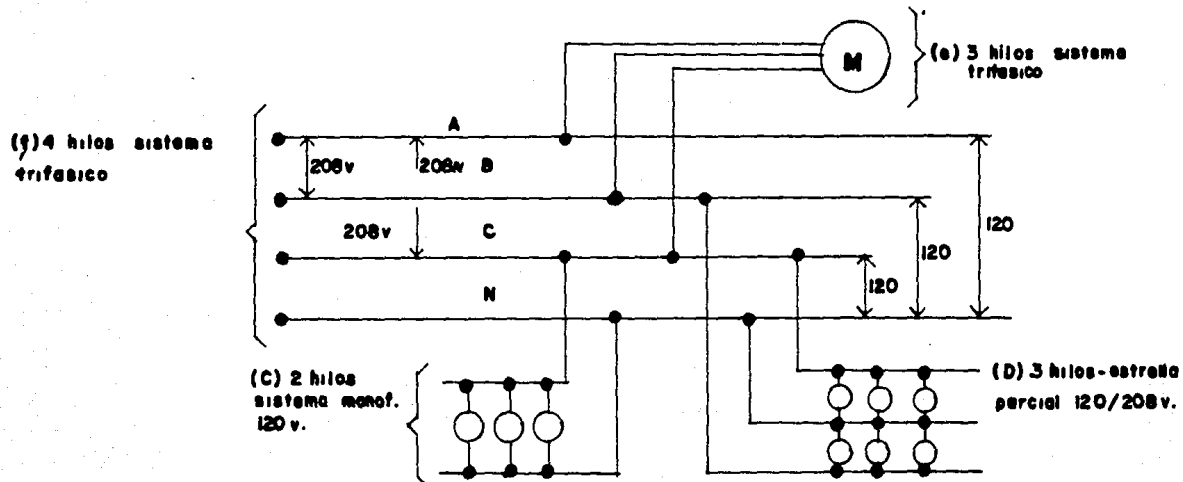 M
(e) 3 hilos sistema
trifasico
(f) 4 hilos sistema
trifasico
A
208v
208v B
208v
C
N
120
120
120
(C) 2 hilos
sistema monof.
120 v.
(D) 3 hilos-estrella
parcial 120/208v.